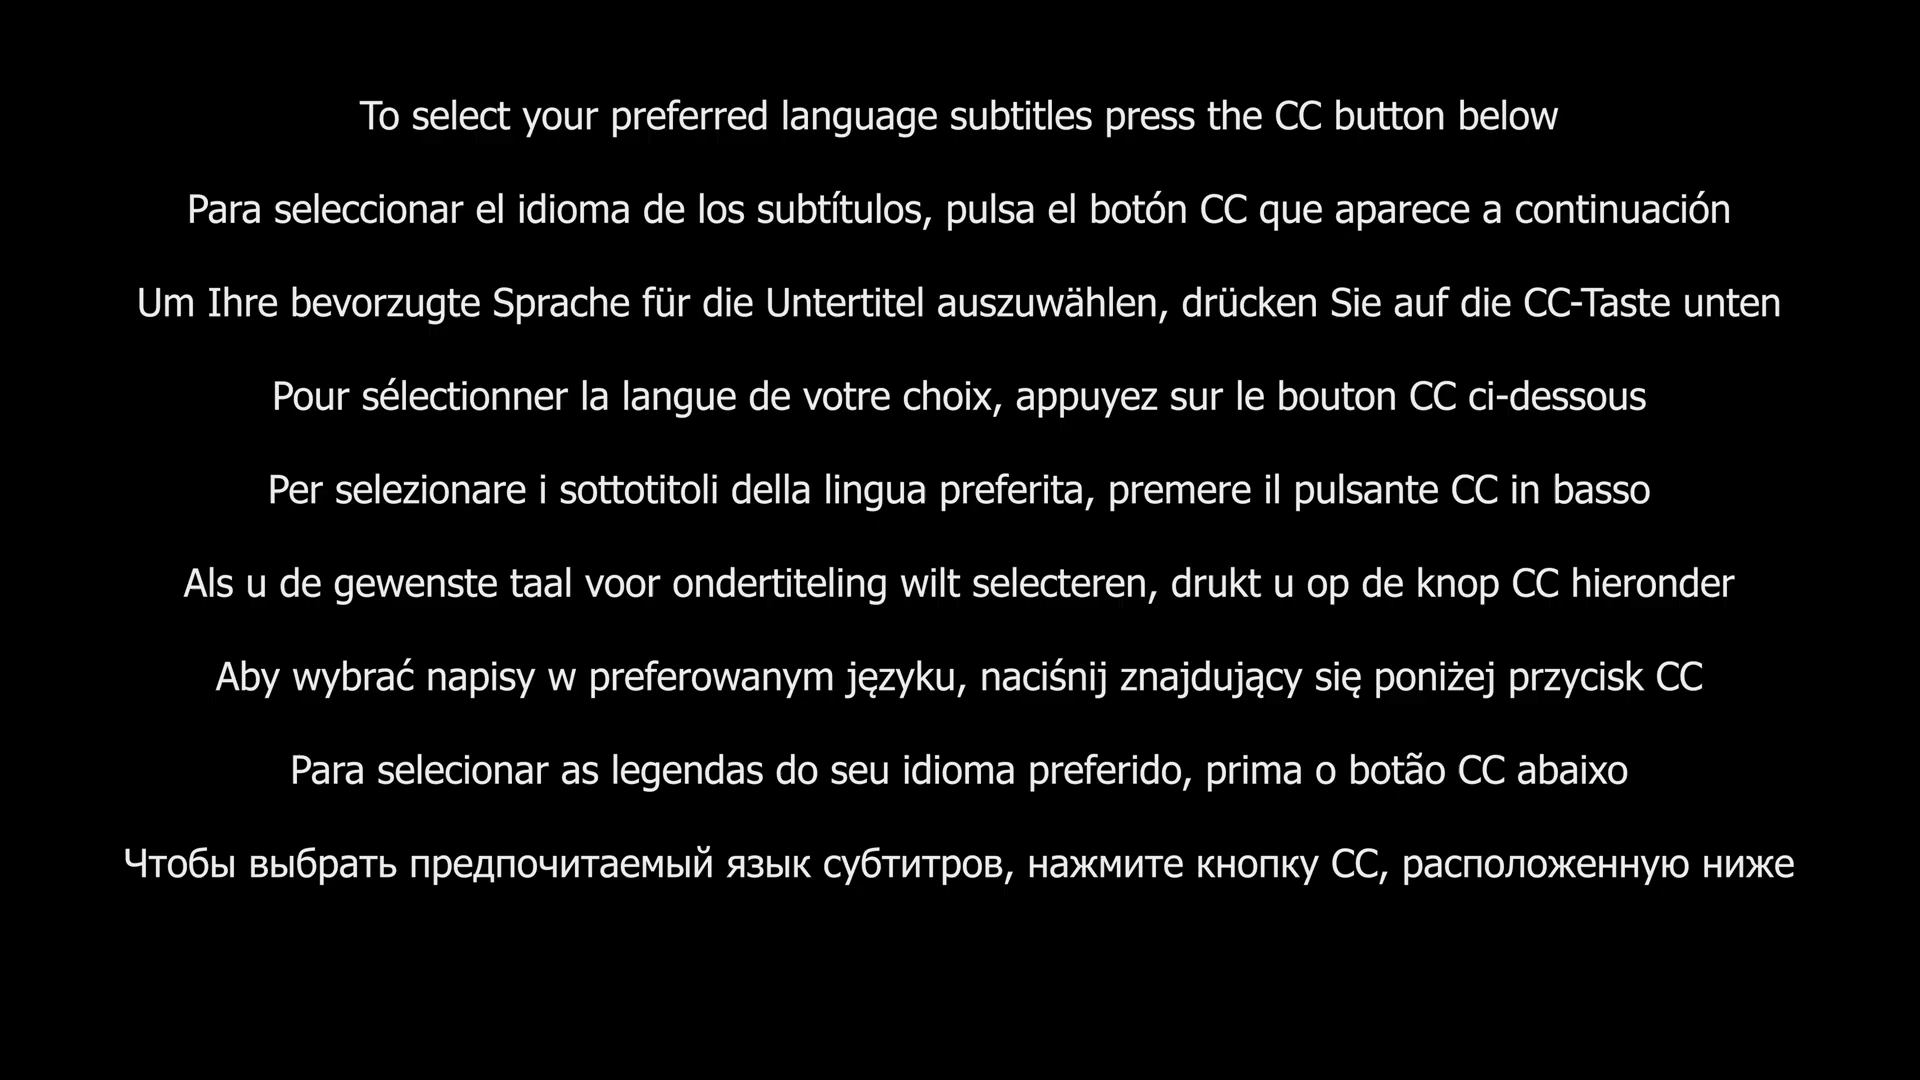 To select your preferred language subtitles press the CC button below
Para seleccionar el idioma de los subtítulos, pulsa el botón CC que aparece a continuación
Um Ihre bevorzugte Sprache für die Untertitel auszuwählen, drücken Sie auf die CC-Taste unten
Pour sélectionner la langue de votre choix, appuyez sur le bouton CC ci-dessous
Per selezionare i sottotitoli della lingua preferita, premere il pulsante CC in basso
Als u de gewenste taal voor ondertiteling wilt selecteren, drukt u op de knop CC hieronder
Aby wybrać napisy w preferowanym języku, naciśnij znajdujący się poniżej przycisk CC
Para selecionar as legendas do seu idioma preferido, prima o botão CC abaixo
Чтобы выбрать предпочитаемый язык субтитров, нажмите кнопку CC, расположенную ниже